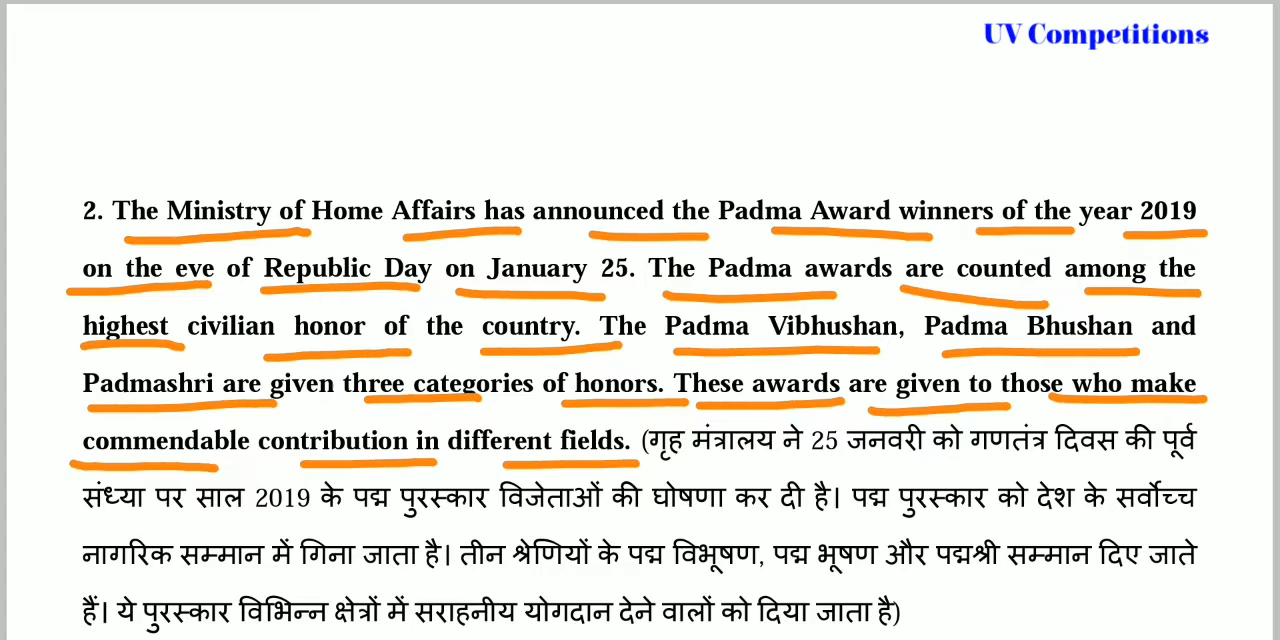 UV Competitions
2. The Ministry of Home Affairs has announced the Padma Award winners of the year 2019
on the eve of Republic Day on January 25. The Padma awards are counted among the
highest civilian honor of the country. The Padma Vibhushan, Padma Bhushan and
Padmashri are given three categories of honors. These awards are given to those who make
commendable contribution in different fields. (गृह मंत्रालय ने 25 जनवरी को गणतंत्र दिवस की पूर्व
संध्या पर साल 2019 के पद्म पुरस्कार विजेताओं की घोषणा कर दी है। पद्म पुरस्कार को देश के सर्वोच्च
नागरिक सम्मान में गिना जाता है। तीन श्रेणियों के पद्म विभूषण, पद्म भूषण और पद्मश्री सम्मान दिए जाते
हैं। ये पुरस्कार विभिन्न क्षेत्रों में सराहनीय योगदान देने वालों को दिया जाता है)